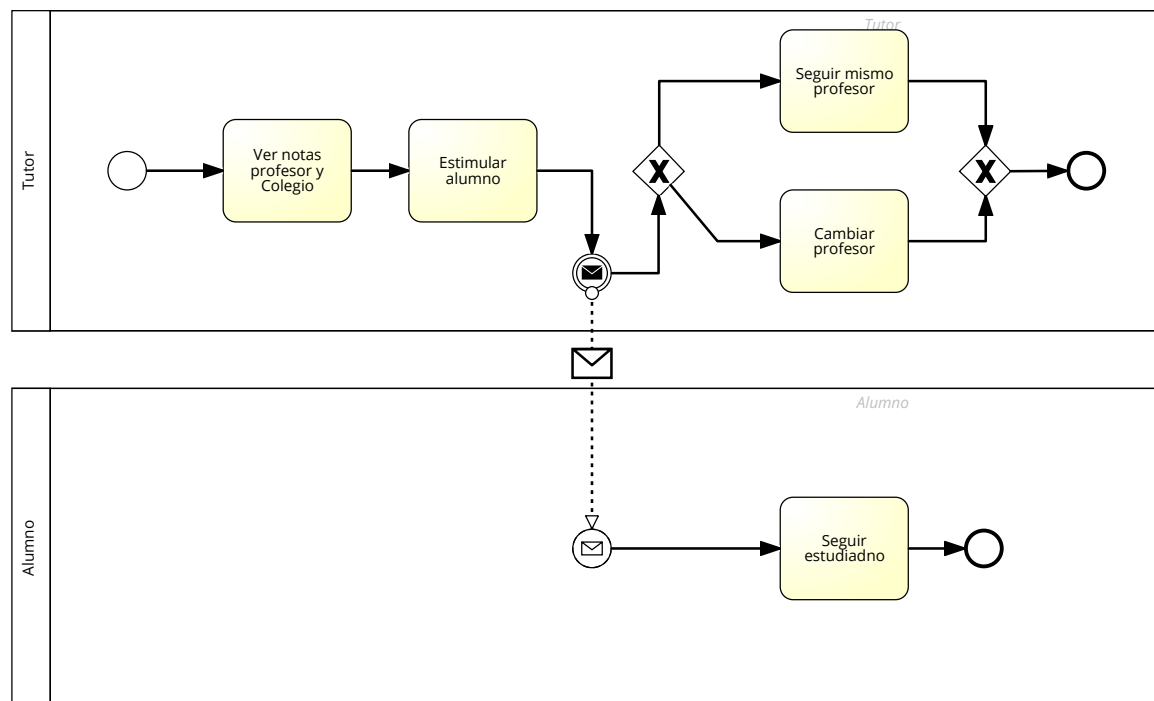 Tutor
Tutor
Seguir mismo
profesor
Ver notas
profesor y
Colegio
Estimular
alumno
Cambiar
profesor
Alumno
Alumno
Seguir
estudiadno